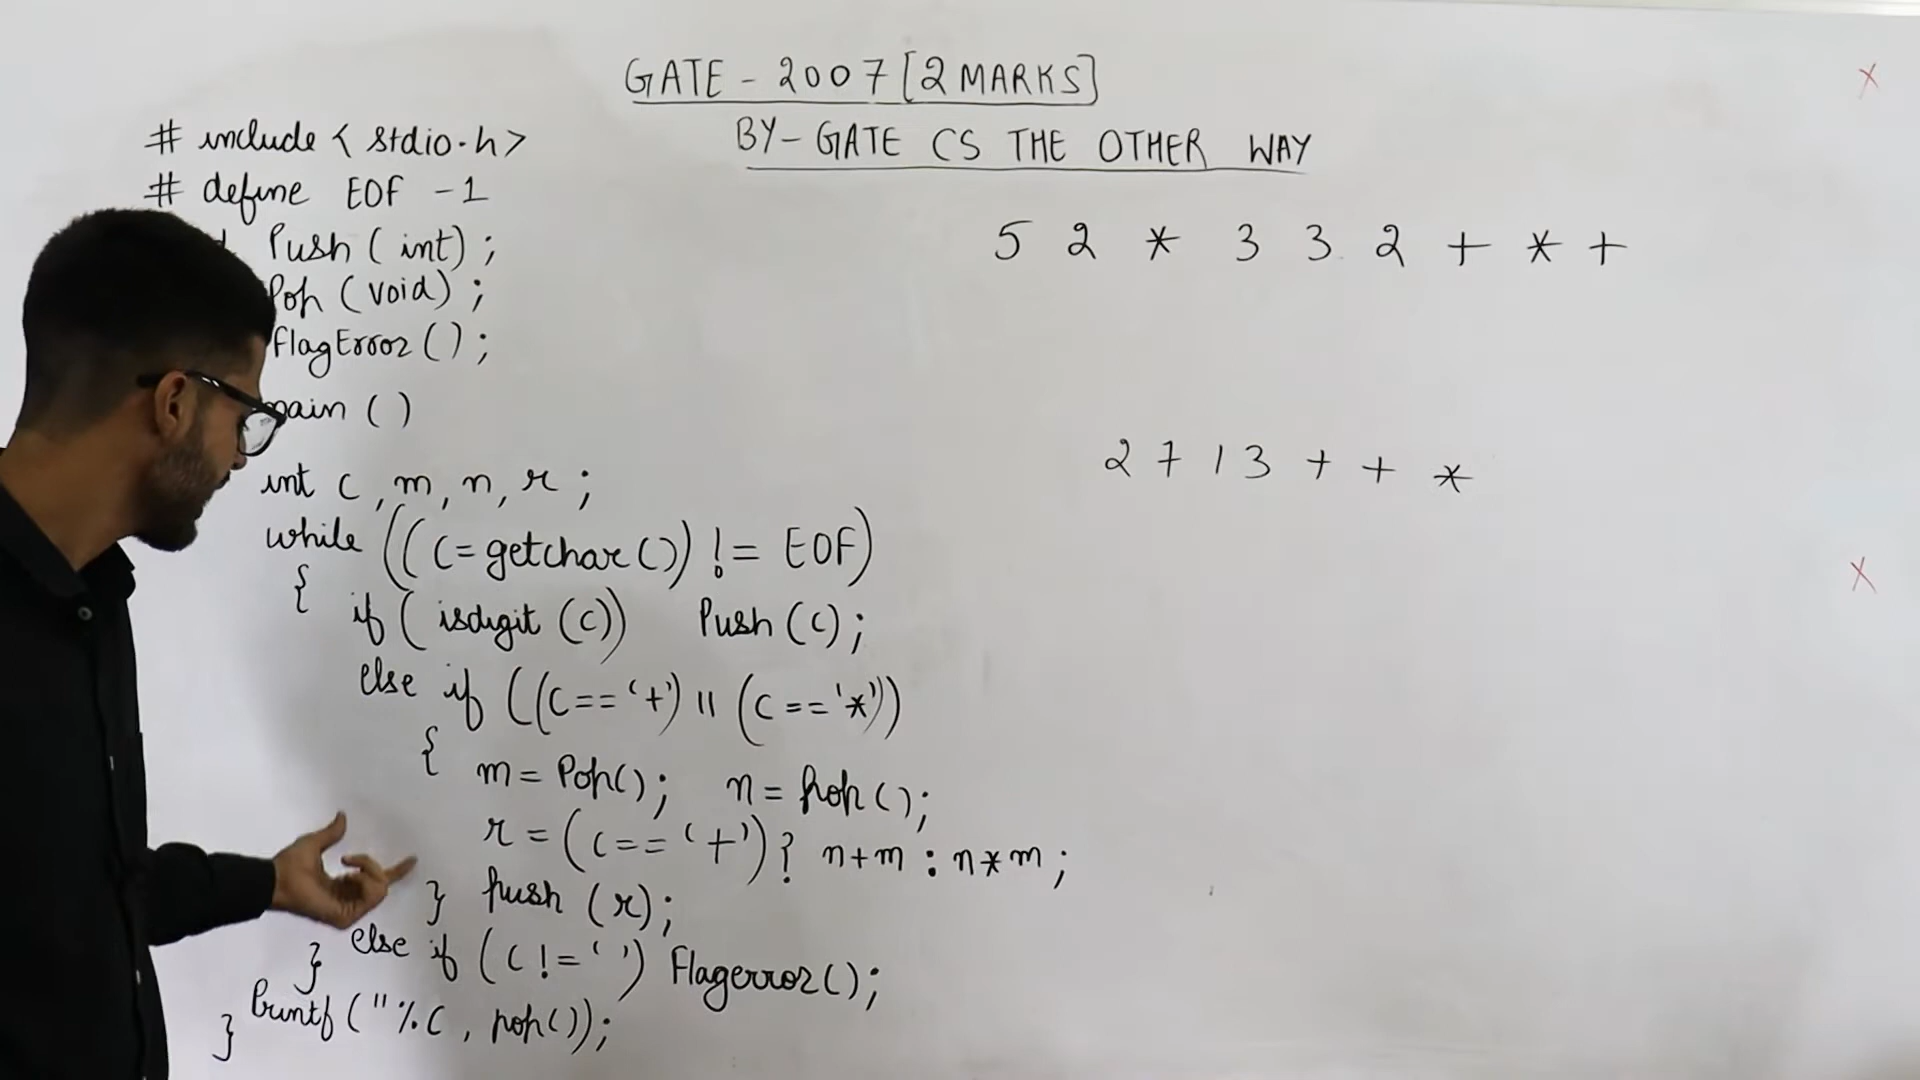 GATE - 2007 [2 MARKS]
BY- GATE CS THE OTHER WAY
# include < stdio.h>
# define EOF -1
Push ( int) ;
Pop (void) ;
flagError () ;
main ( )
int c, m, n, r ;
while ((c= getchar ()) != EOF)
{ if ( isdigit (c)) Push (c) ;
else if ((c== '+') || (c =='*'))
{ m= Pop() ; n= pop () ;
r = (c== '+') ? n+m : n*m ;
} push (r) ;
} else if ( c != ' ') Flagerror () ;
} Printf ( "%c , pop()) ;
5 2 * 3 3 2 + * +
2 7 1 3 + + *
X
X